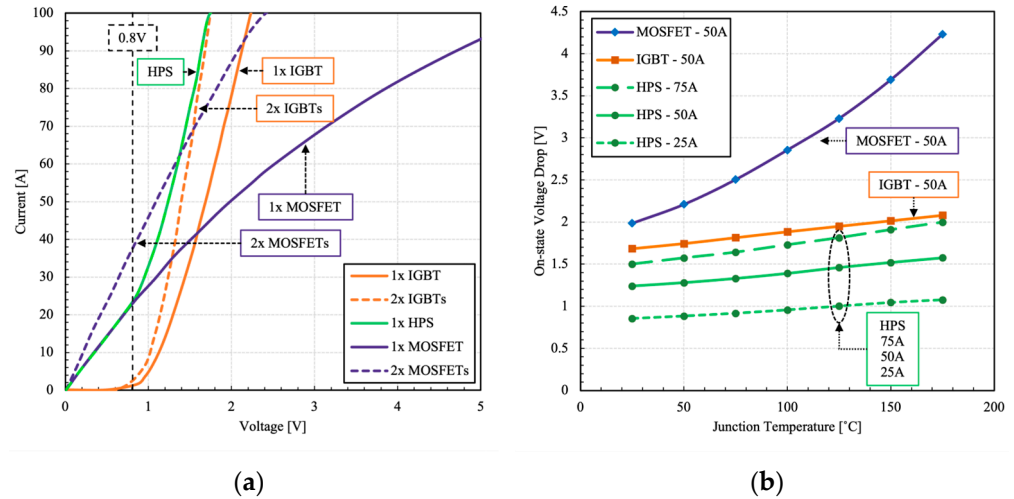 100
90
80
70
60
50
40
30
20
10
0
0
1
2
3
4
5
Current [A]
Voltage [V]
0.8V
HPS
1x IGBT
2x IGBTs
1x MOSFET
2x MOSFETs
1x IGBT
2x IGBTs
1x HPS
1x MOSFET
2x MOSFETs
(a)
4.5
4
3.5
3
2.5
2
1.5
1
0.5
0
0
50
100
150
200
On-state Voltage Drop [V]
Junction Temperature [˚C]
MOSFET - 50A
IGBT - 50A
HPS - 75A
HPS - 50A
HPS - 25A
MOSFET - 50A
IGBT - 50A
HPS
75A
50A
25A
(b)